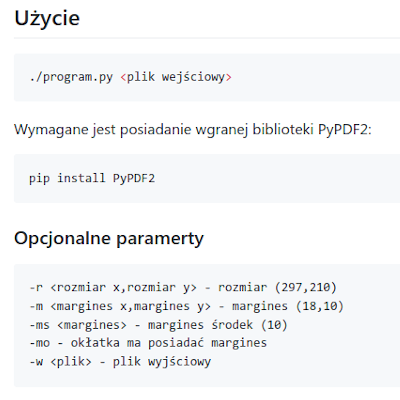 Użycie
./program.py <plik wejściowy>
Wymagane jest posiadanie wgranej biblioteki PyPDF2:
pip install PyPDF2
Opcjonalne paramerty
-r <rozmiar x,rozmiar y> - rozmiar (297,210)
-m <margines x,margines y> - margines (18,10)
-ms <margines> - margines środek (10)
-mo - okłatka ma posiadać margines
-w <plik> - plik wyjściowy